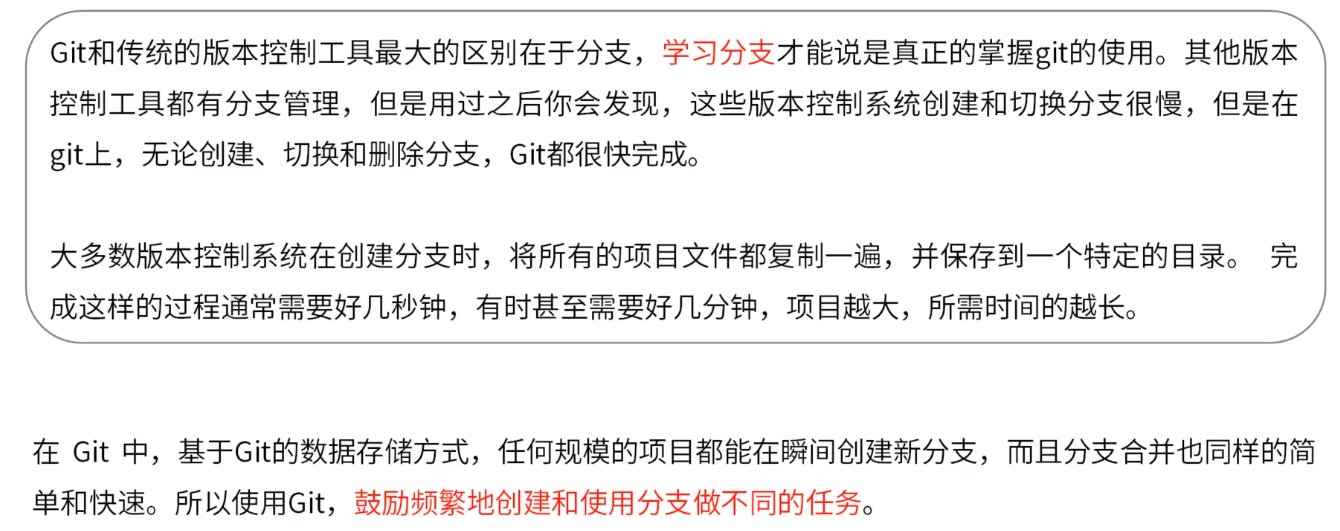 Git和传统的版本控制工具最大的区别在于分支，学习分支才能说是真正的掌握git的使用。其他版本
控制工具都有分支管理，但是用过之后你会发现，这些版本控制系统创建和切换分支很慢，但是在
git上，无论创建、切换和删除分支，Git都很快完成。
大多数版本控制系统在创建分支时，将所有的项目文件都复制一遍，并保存到一个特定的目录。 完
成这样的过程通常需要好几秒钟，有时甚至需要好几分钟，项目越大，所需时间的越长。
在 Git 中，基于Git的数据存储方式，任何规模的项目都能在瞬间创建新分支，而且分支合并也同样的简
单和快速。所以使用Git，鼓励频繁地创建和使用分支做不同的任务。